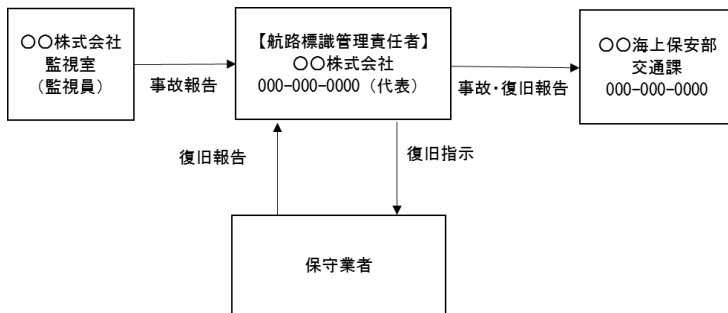 〇〇株式会社
監視室
（監視員）
事故報告
【航路標識管理責任者】
〇〇株式会社
000-000-0000（代表）
事故・復旧報告
〇〇海上保安部
交通課
000-000-0000
復旧報告
復旧指示
保守業者